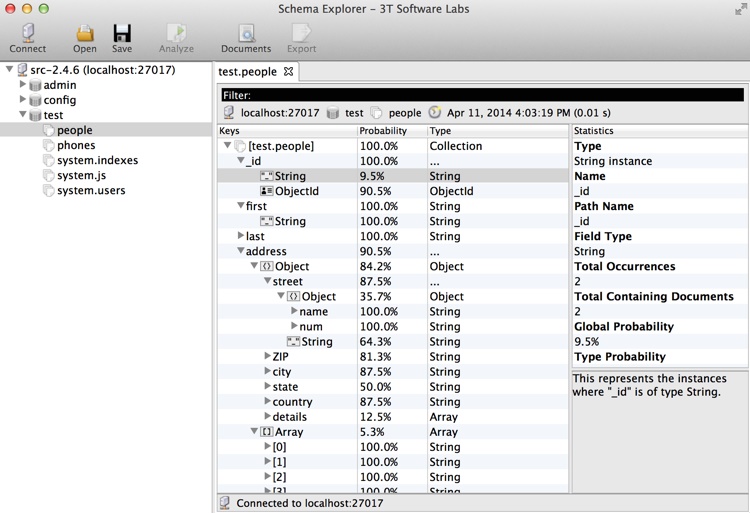 Schema Explorer - 3T Software Labs
Connect Open Save Analyze Documents Export
src-2.4.6 (localhost:27017)
admin
config
test
people
phones
system.indexes
system.js
system.users
test.people
Filter:
localhost:27017 test people Apr 11, 2014 4:03:19 PM (0.01 s)
Keys Probability Type
[test.people] 100.0% Collection
_id 100.0% ...
String 9.5% String
ObjectId 90.5% ObjectId
first 100.0% String
String 100.0% String
last 100.0% String
address 90.5% ...
Object 84.2% Object
street 87.5% ...
Object 35.7% Object
name 100.0% String
num 100.0% String
String 64.3% String
ZIP 81.3% String
city 87.5% String
state 50.0% String
country 87.5% String
details 12.5% Array
Array 5.3% Array
[0] 100.0% String
[1] 100.0% String
[2] 100.0% String
[3] 100.0% String
Statistics
Type
String instance
Name
_id
Path Name
_id
Field Type
String
Total Occurrences
2
Total Containing Documents
2
Global Probability
9.5%
Type Probability
This represents the instances
where "_id" is of type String.
Connected to localhost:27017